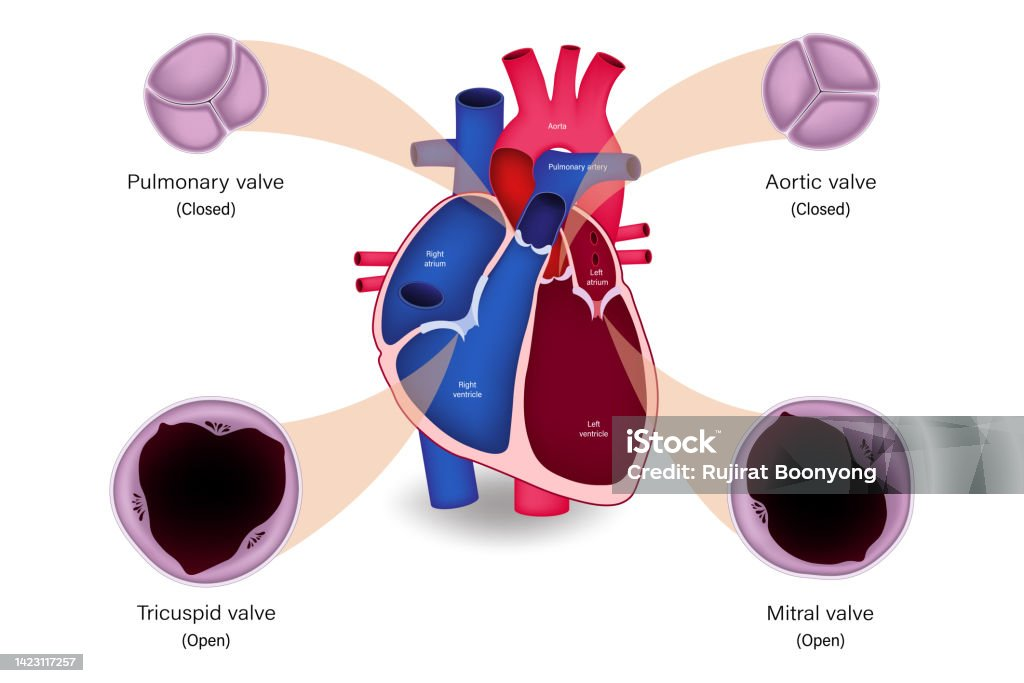 Aorta
Pulmonary artery
Pulmonary valve
(Closed)
Aortic valve
(Closed)
Right
atrium
Left
atrium
Right
ventricle
Left
ventricle
iStock™
Credit: Rujirat Boonyong
Tricuspid valve
(Open)
Mitral valve
(Open)
1423117257